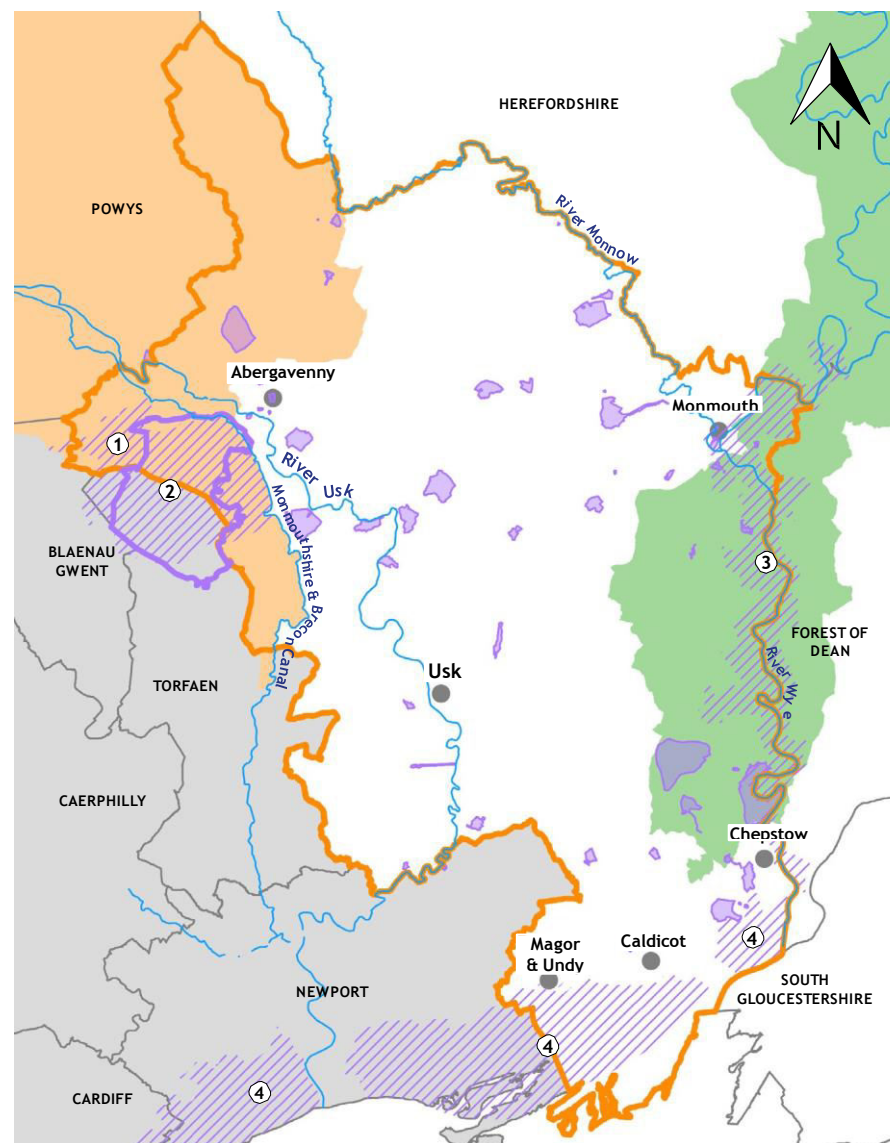 HEREFORDSHIRE
N
POWYS
River Monnow
Abergavenny
Monmouth
1
River Usk
2
Monmouthshire & Brecon Canal
BLAENAU
GWENT
3
FOREST OF
DEAN
River Wye
TORFAEN
Usk
CAERPHILLY
Chepstow
4
Magor
& Undy
Caldicot
SOUTH
GLOUCESTERSHIRE
NEWPORT
4
4
CARDIFF